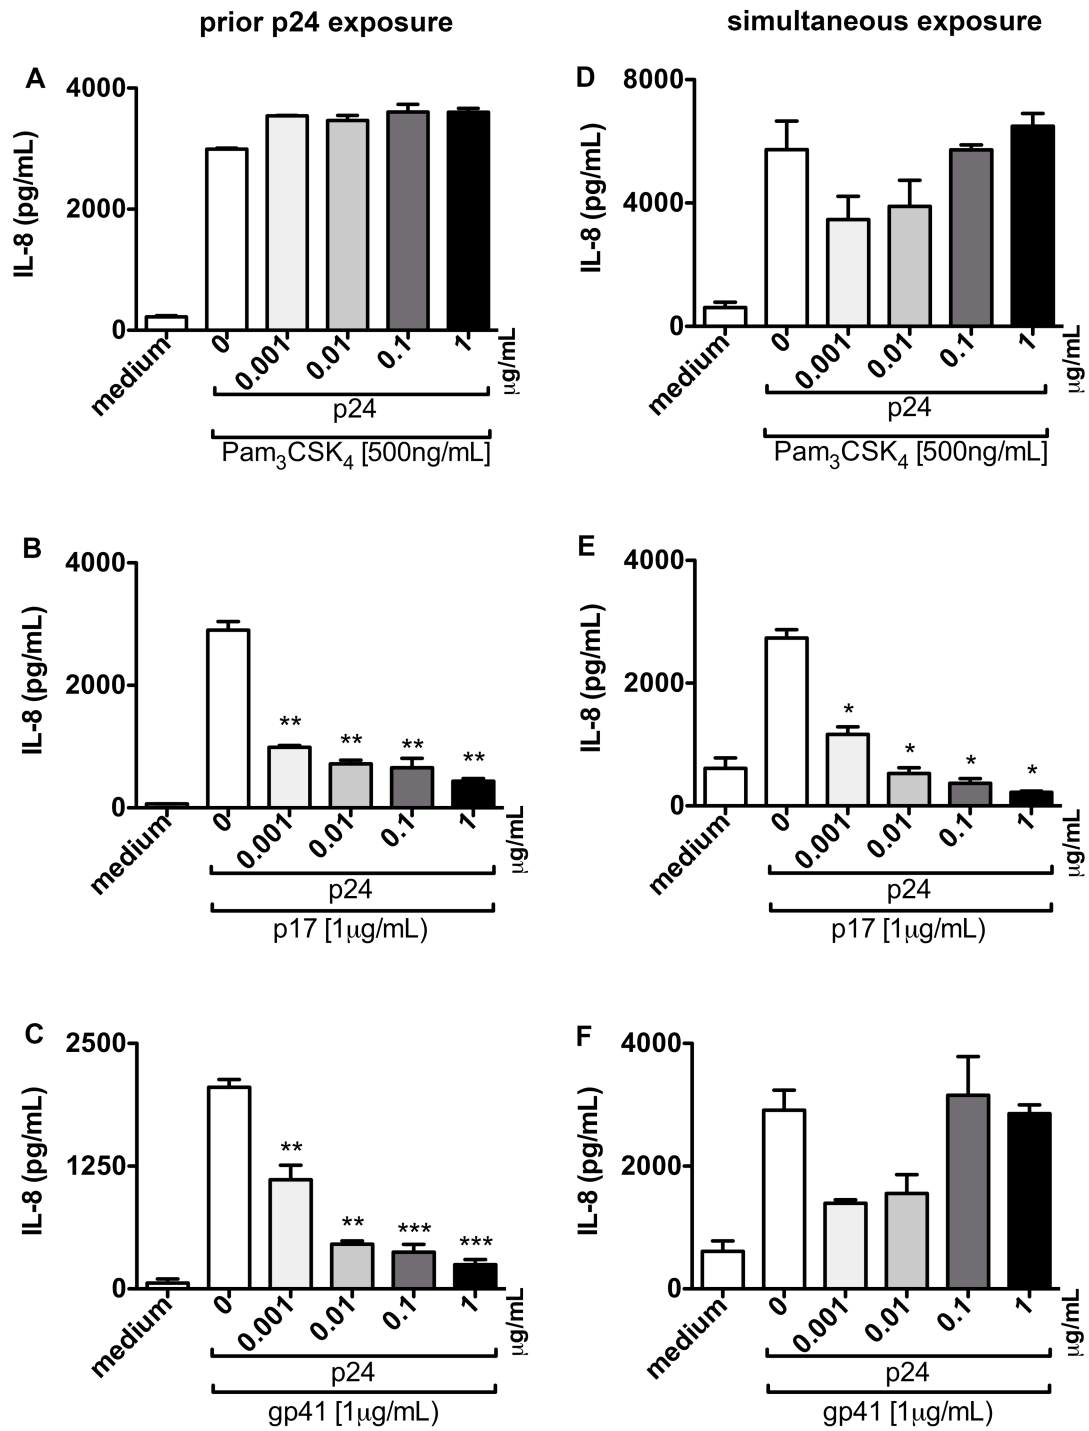 prior p24 exposure
simultaneous exposure
A
IL-8 (pg/mL)
4000
2000
0
medium
0
0.001
0.01
0.1
1
μg/mL
p24
Pam3CSK4 [500ng/mL]
D
IL-8 (pg/mL)
8000
4000
0
medium
0
0.001
0.01
0.1
1
μg/mL
p24
Pam3CSK4 [500ng/mL]
B
IL-8 (pg/mL)
4000
2000
0
** ** ** **
medium
0
0.001
0.01
0.1
1
μg/mL
p24
p17 [1μg/mL)
E
IL-8 (pg/mL)
4000
2000
0
* * * *
medium
0
0.001
0.01
0.1
1
μg/mL
p24
p17 [1μg/mL)
C
IL-8 (pg/mL)
2500
1250
0
** ** *** ***
medium
0
0.001
0.01
0.1
1
μg/mL
p24
gp41 [1μg/mL)
F
IL-8 (pg/mL)
4000
2000
0
medium
0
0.001
0.01
0.1
1
μg/mL
p24
gp41 [1μg/mL)